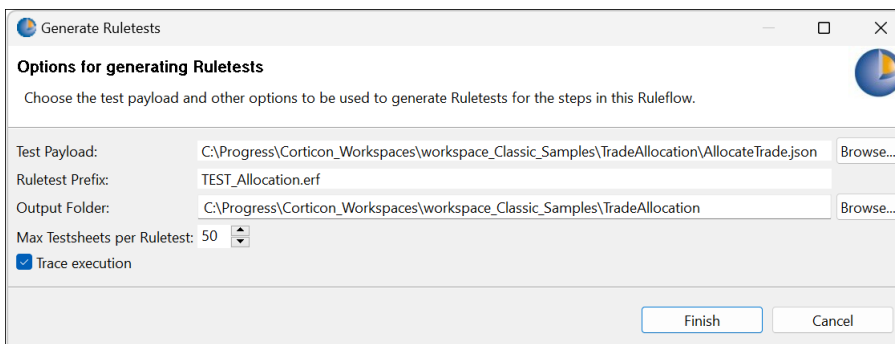 Generate Ruletests
Options for generating Ruletests
Choose the test payload and other options to be used to generate Ruletests for the steps in this Ruleflow.
Test Payload: C:\Progress\Corticon_Workspaces\workspace_Classic_Samples\TradeAllocation\AllocateTrade.json Browse...
Ruletest Prefix: TEST_Allocation.erf
Output Folder: C:\Progress\Corticon_Workspaces\workspace_Classic_Samples\TradeAllocation Browse...
Max Testsheets per Ruletest: 50
Trace execution
Finish Cancel